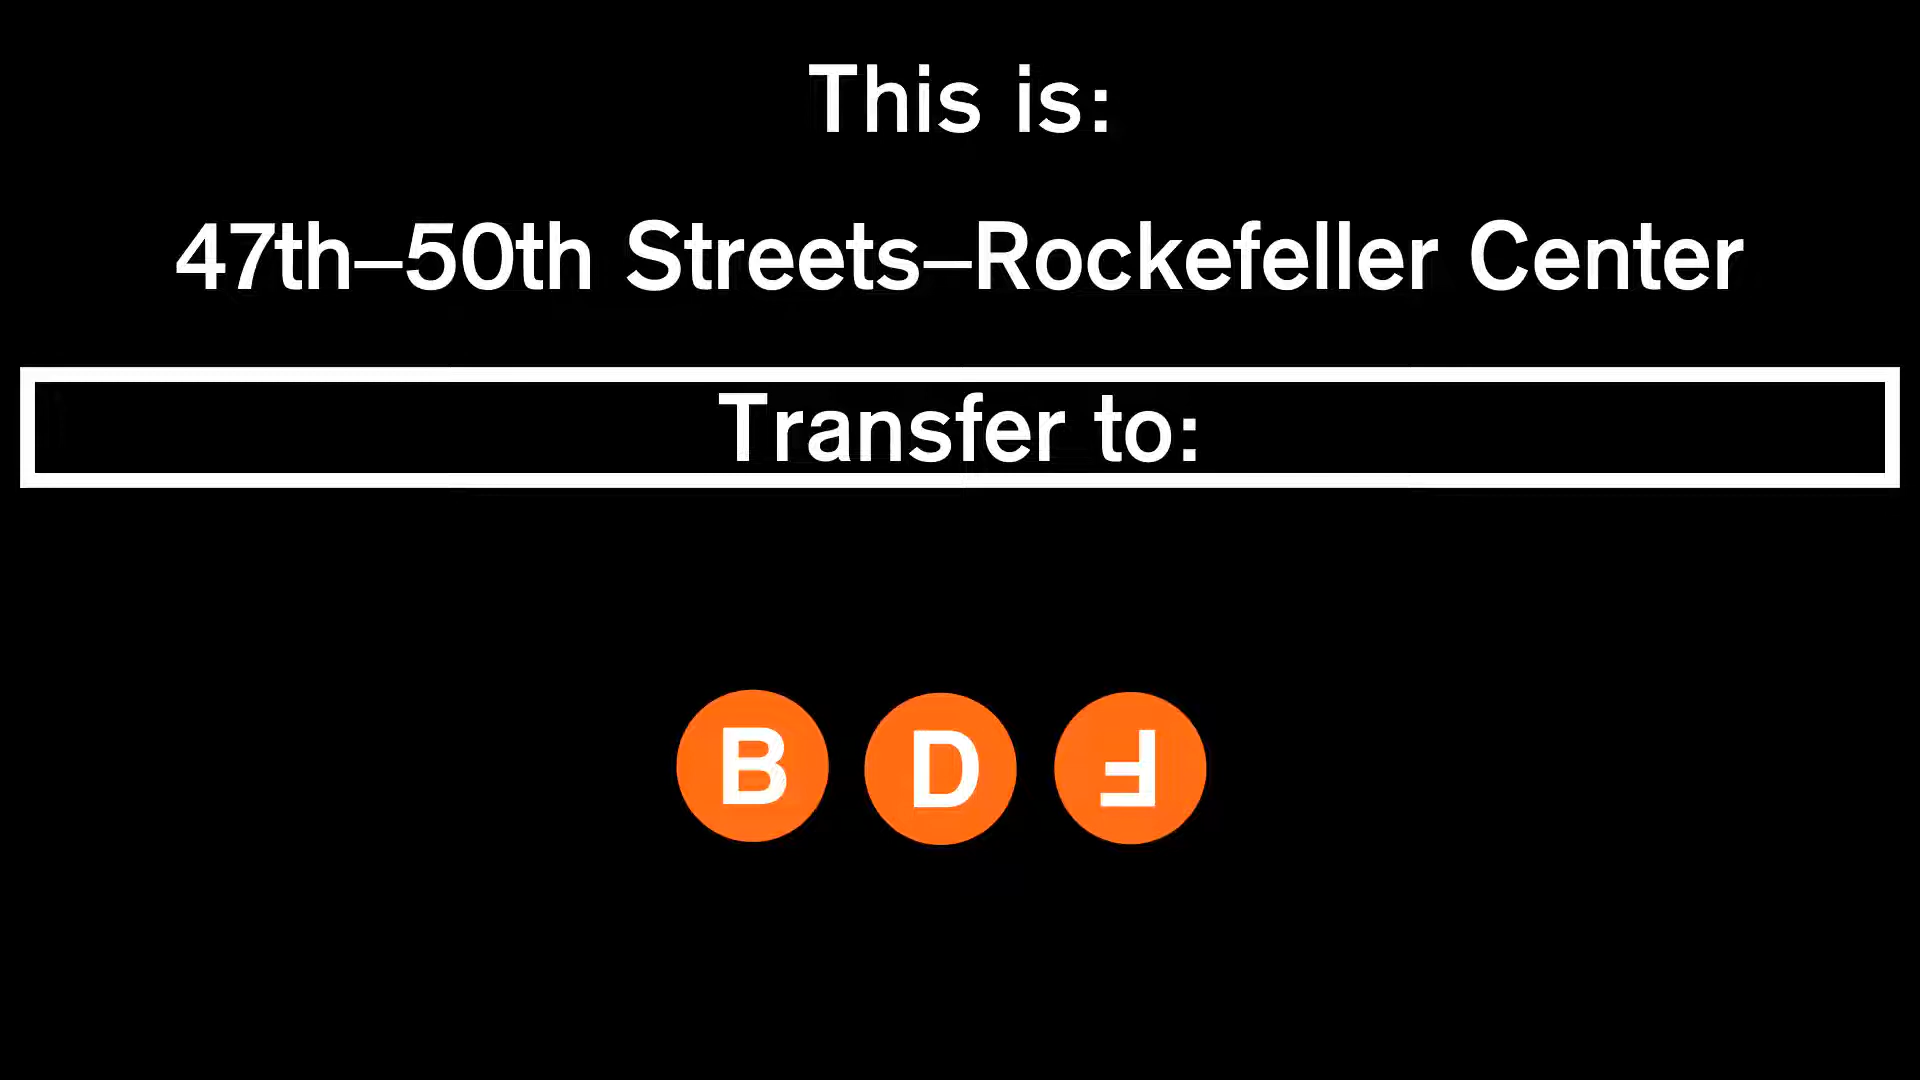 This is:
47th–50th Streets–Rockefeller Center
Transfer to:
B D F